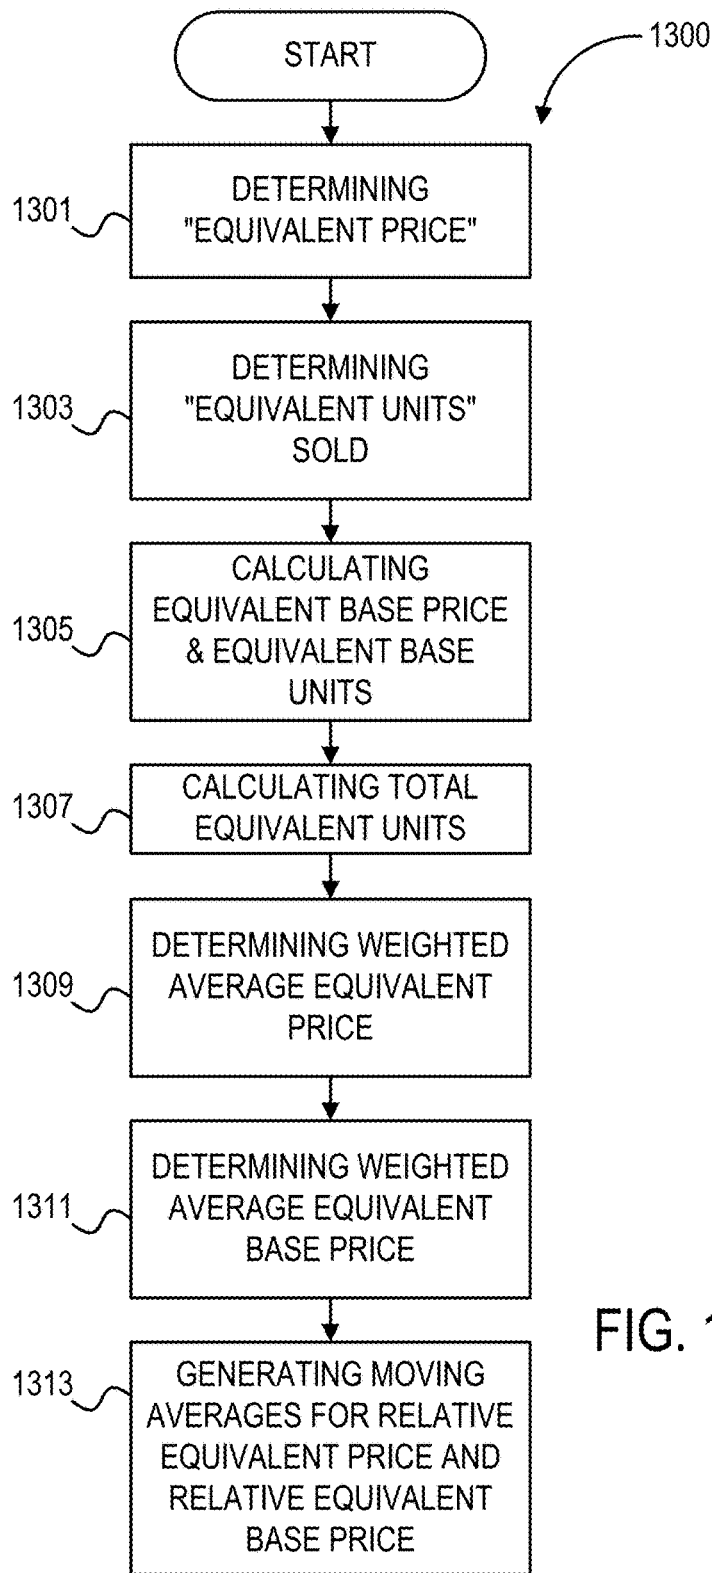 START
1300
1301
DETERMINING
"EQUIVALENT PRICE"
1303
DETERMINING
"EQUIVALENT UNITS"
SOLD
1305
CALCULATING
EQUIVALENT BASE PRICE
& EQUIVALENT BASE
UNITS
1307
CALCULATING TOTAL
EQUIVALENT UNITS
1309
DETERMINING WEIGHTED
AVERAGE EQUIVALENT
PRICE
1311
DETERMINING WEIGHTED
AVERAGE EQUIVALENT
BASE PRICE
FIG.
1313
GENERATING MOVING
AVERAGES FOR RELATIVE
EQUIVALENT PRICE AND
RELATIVE EQUIVALENT
BASE PRICE